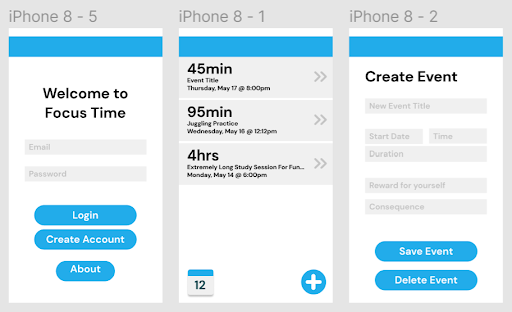 iPhone 8 - 5
Welcome to
Focus Time
Email
Password
Login
Create Account
About
iPhone 8 - 1
45min
Event Title
Thursday, May 17 @ 8:00pm
95min
Juggling Practice
Wednesday, May 16 @ 12:12pm
4hrs
Extremely Long Study Session For Fun...
Monday, May 14 @ 6:00pm
12
iPhone 8 - 2
Create Event
New Event Title
Start Date
Time
Duration
Reward for yourself
Consequence
Save Event
Delete Event